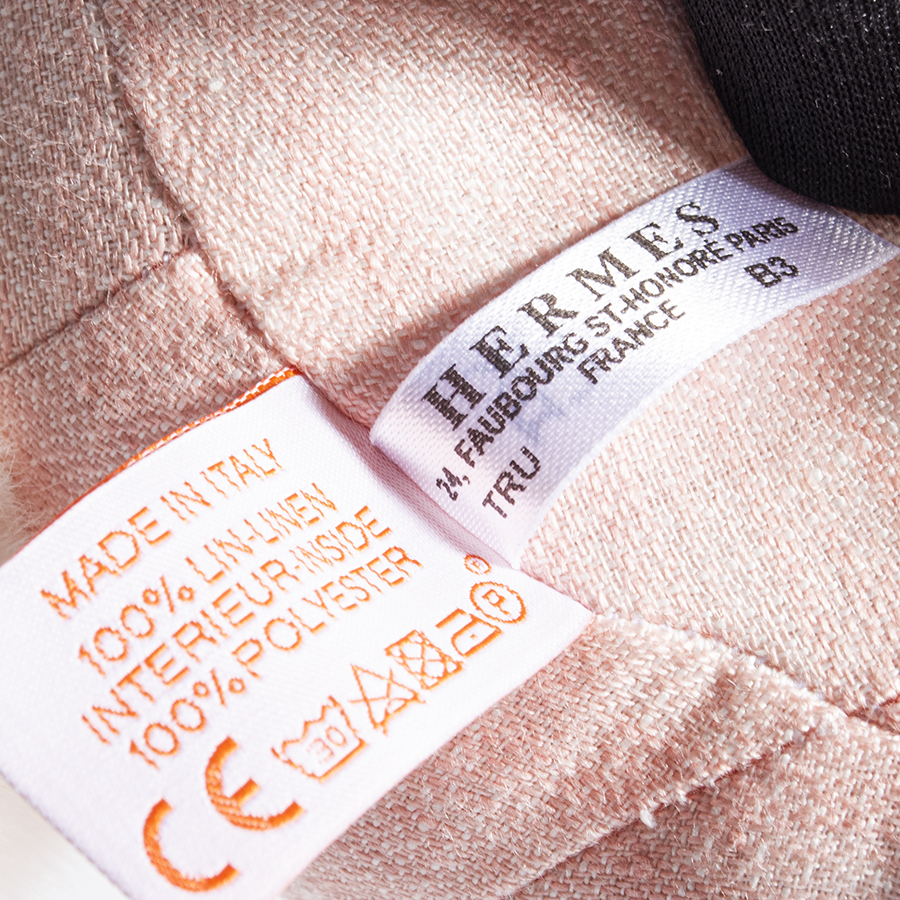 HERMES
24, FAUBOURG ST-HONORÉ PARIS
FRANCE
B3
TRU
MADE IN ITALY
100% LIN-LINEN
INTERIEUR-INSIDE
100% POLYESTER
30
P
CE